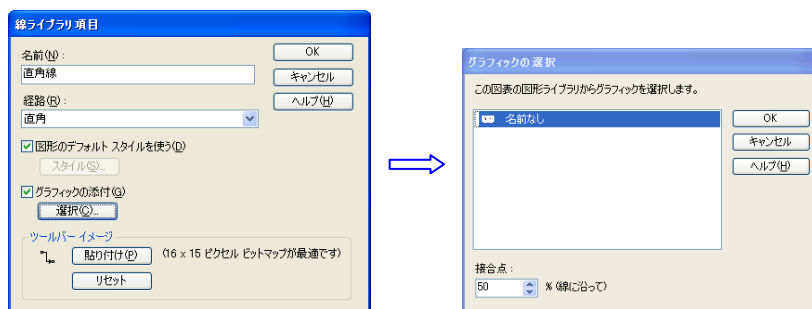 線ライブラリ項目
名前(N):
直角線
OK
キャンセル
経路(R):
ヘルプ(H)
直角
図形のデフォルト スタイルを使う(D)
スタイル(S)...
グラフィックの添付(G)
選択(C)...
ツールバー イメージ
貼り付け(P)
(16 x 15 ピクセル ビットマップが最適です)
リセット
グラフィックの選択
この図表の図形ライブラリからグラフィックを選択します。
名前なし
OK
キャンセル
ヘルプ(H)
接合点:
50
% (線に沿って)